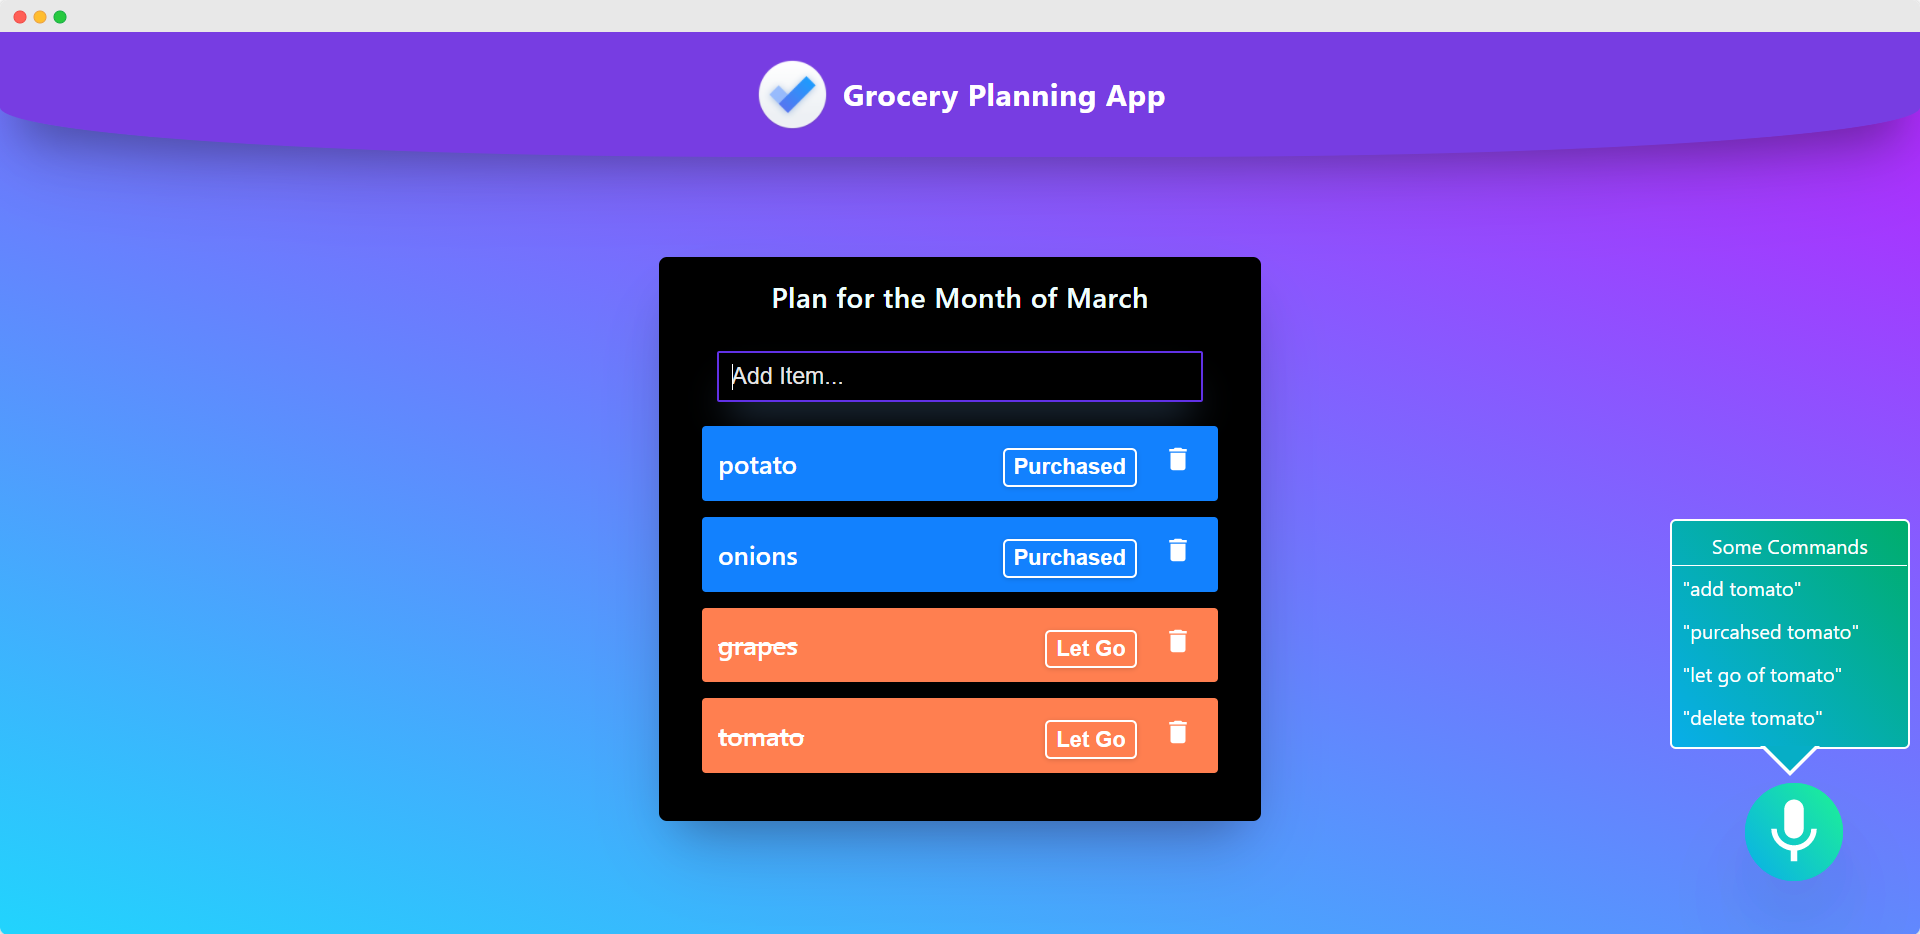 Grocery Planning App
Plan for the Month of March
Add Item...
potato Purchased
onions Purchased
grapes Let Go
tomato Let Go
Some Commands
"add tomato"
"purcahsed tomato"
"let go of tomato"
"delete tomato"